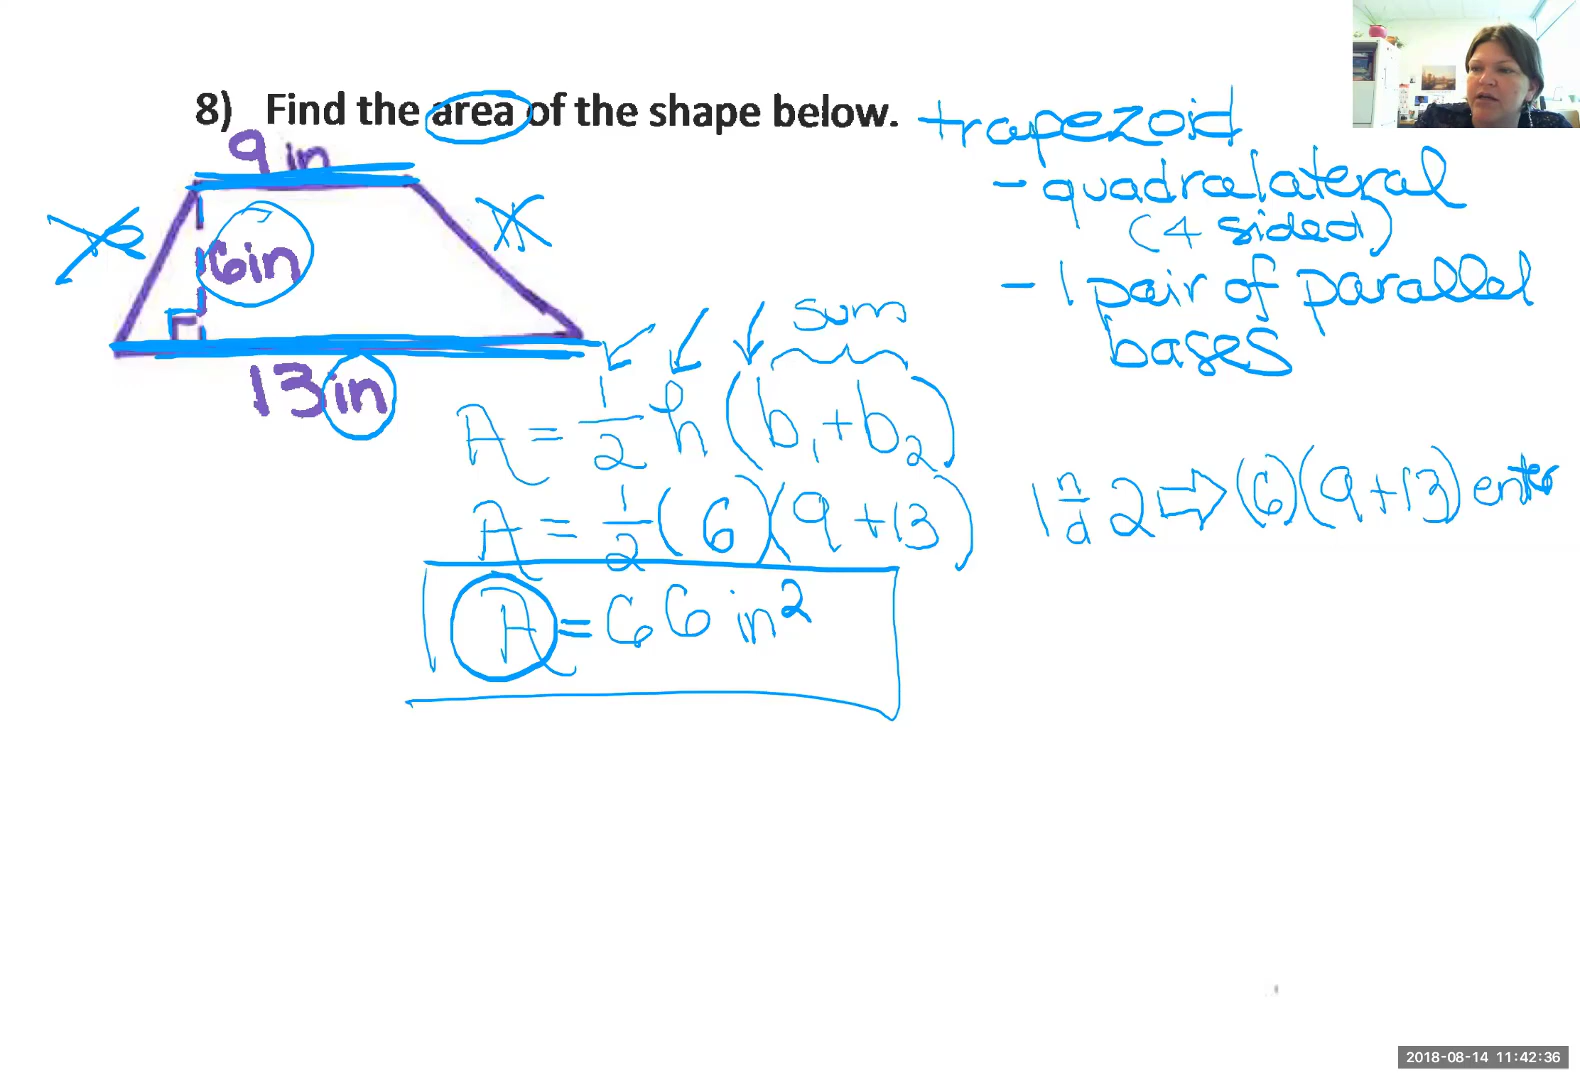 8) Find the area of the shape below.
trapezoid
- quadralateral
(4 sided)
- 1 pair of parallel
bases
9 in
6in
13in
sum
A = 1/2 h (b₁+b₂)
A = 1/2 (6)(9+13)
A = 66 in²
1 n/d 2 ⇨ (6)(9+13) enter
2018-08-14 11:42:36